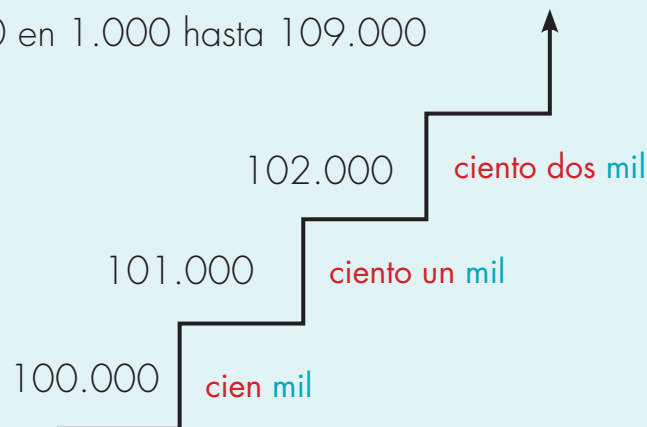 en 1.000 hasta 109.000
102.000 ciento dos mil
101.000 ciento un mil
100.000 cien mil